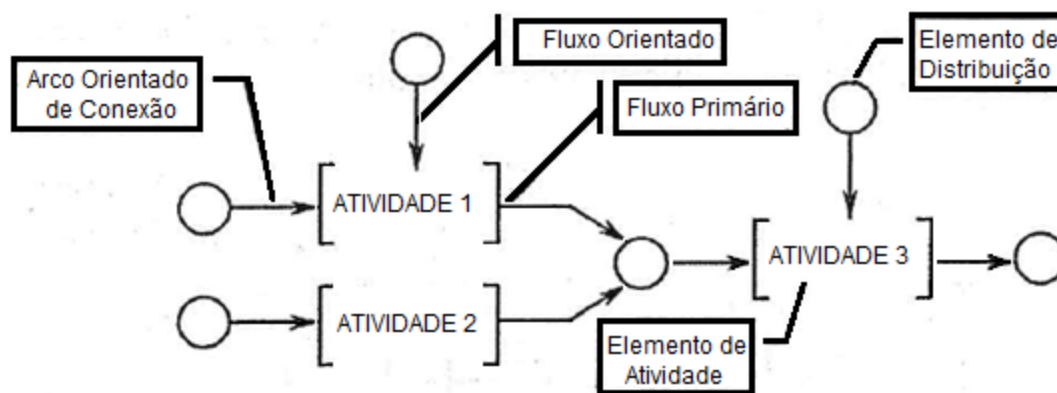 Fluxo Orientado
Elemento de
Distribuição
Arco Orientado
de Conexão
Fluxo Primário
ATIVIDADE 1
ATIVIDADE 3
ATIVIDADE 2
Elemento de
Atividade